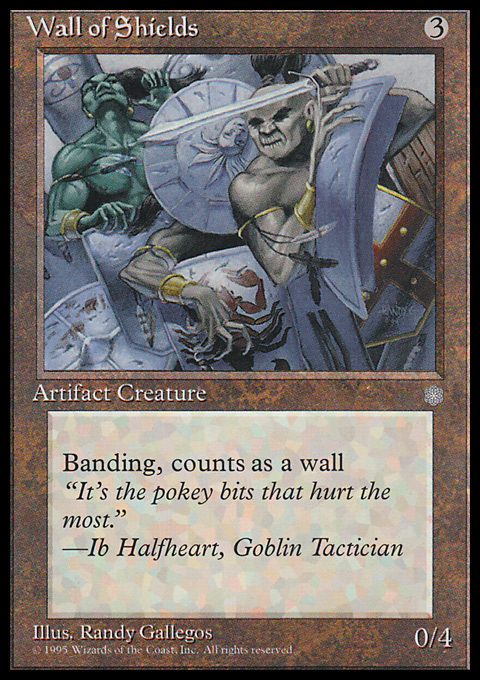 Wall of Shields 3
Artifact Creature
Banding, counts as a wall
“It's the pokey bits that hurt the
most.”
—Ib Halfheart, Goblin Tactician
Illus. Randy Gallegos
© 1995 Wizards of the Coast, Inc. All rights reserved
0/4